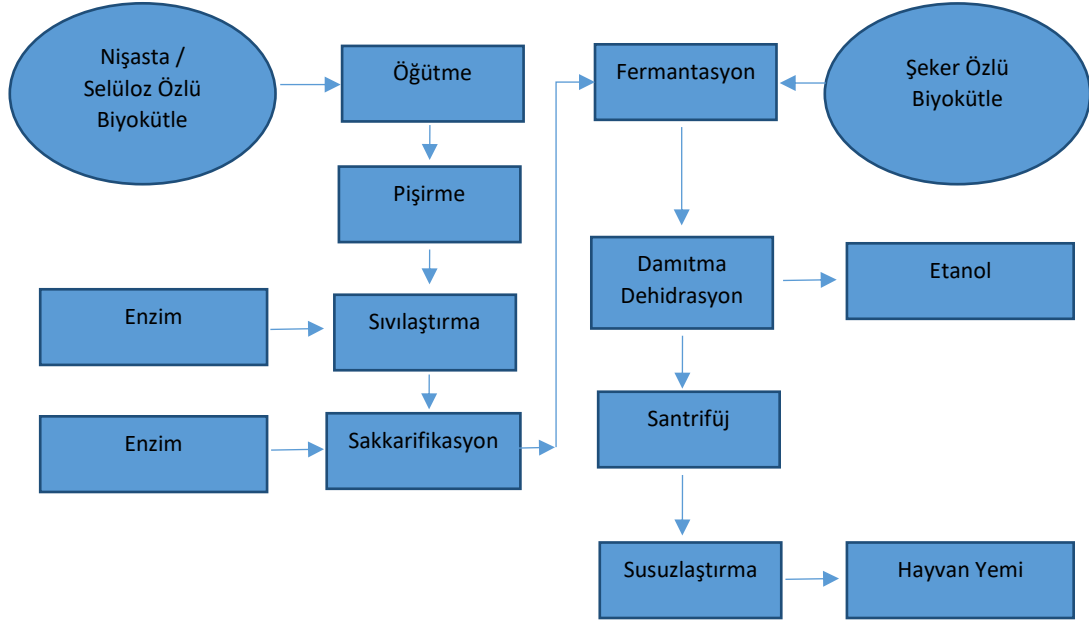 Nişasta /
Selüloz Özlü
Biyokütle
Öğütme
Fermantasyon
Şeker Özlü
Biyokütle
Pişirme
Enzim
Sıvılaştırma
Damıtma
Dehidrasyon
Etanol
Enzim
Sakkarifikasyon
Santrifüj
Susuzlaştırma
Hayvan Yemi